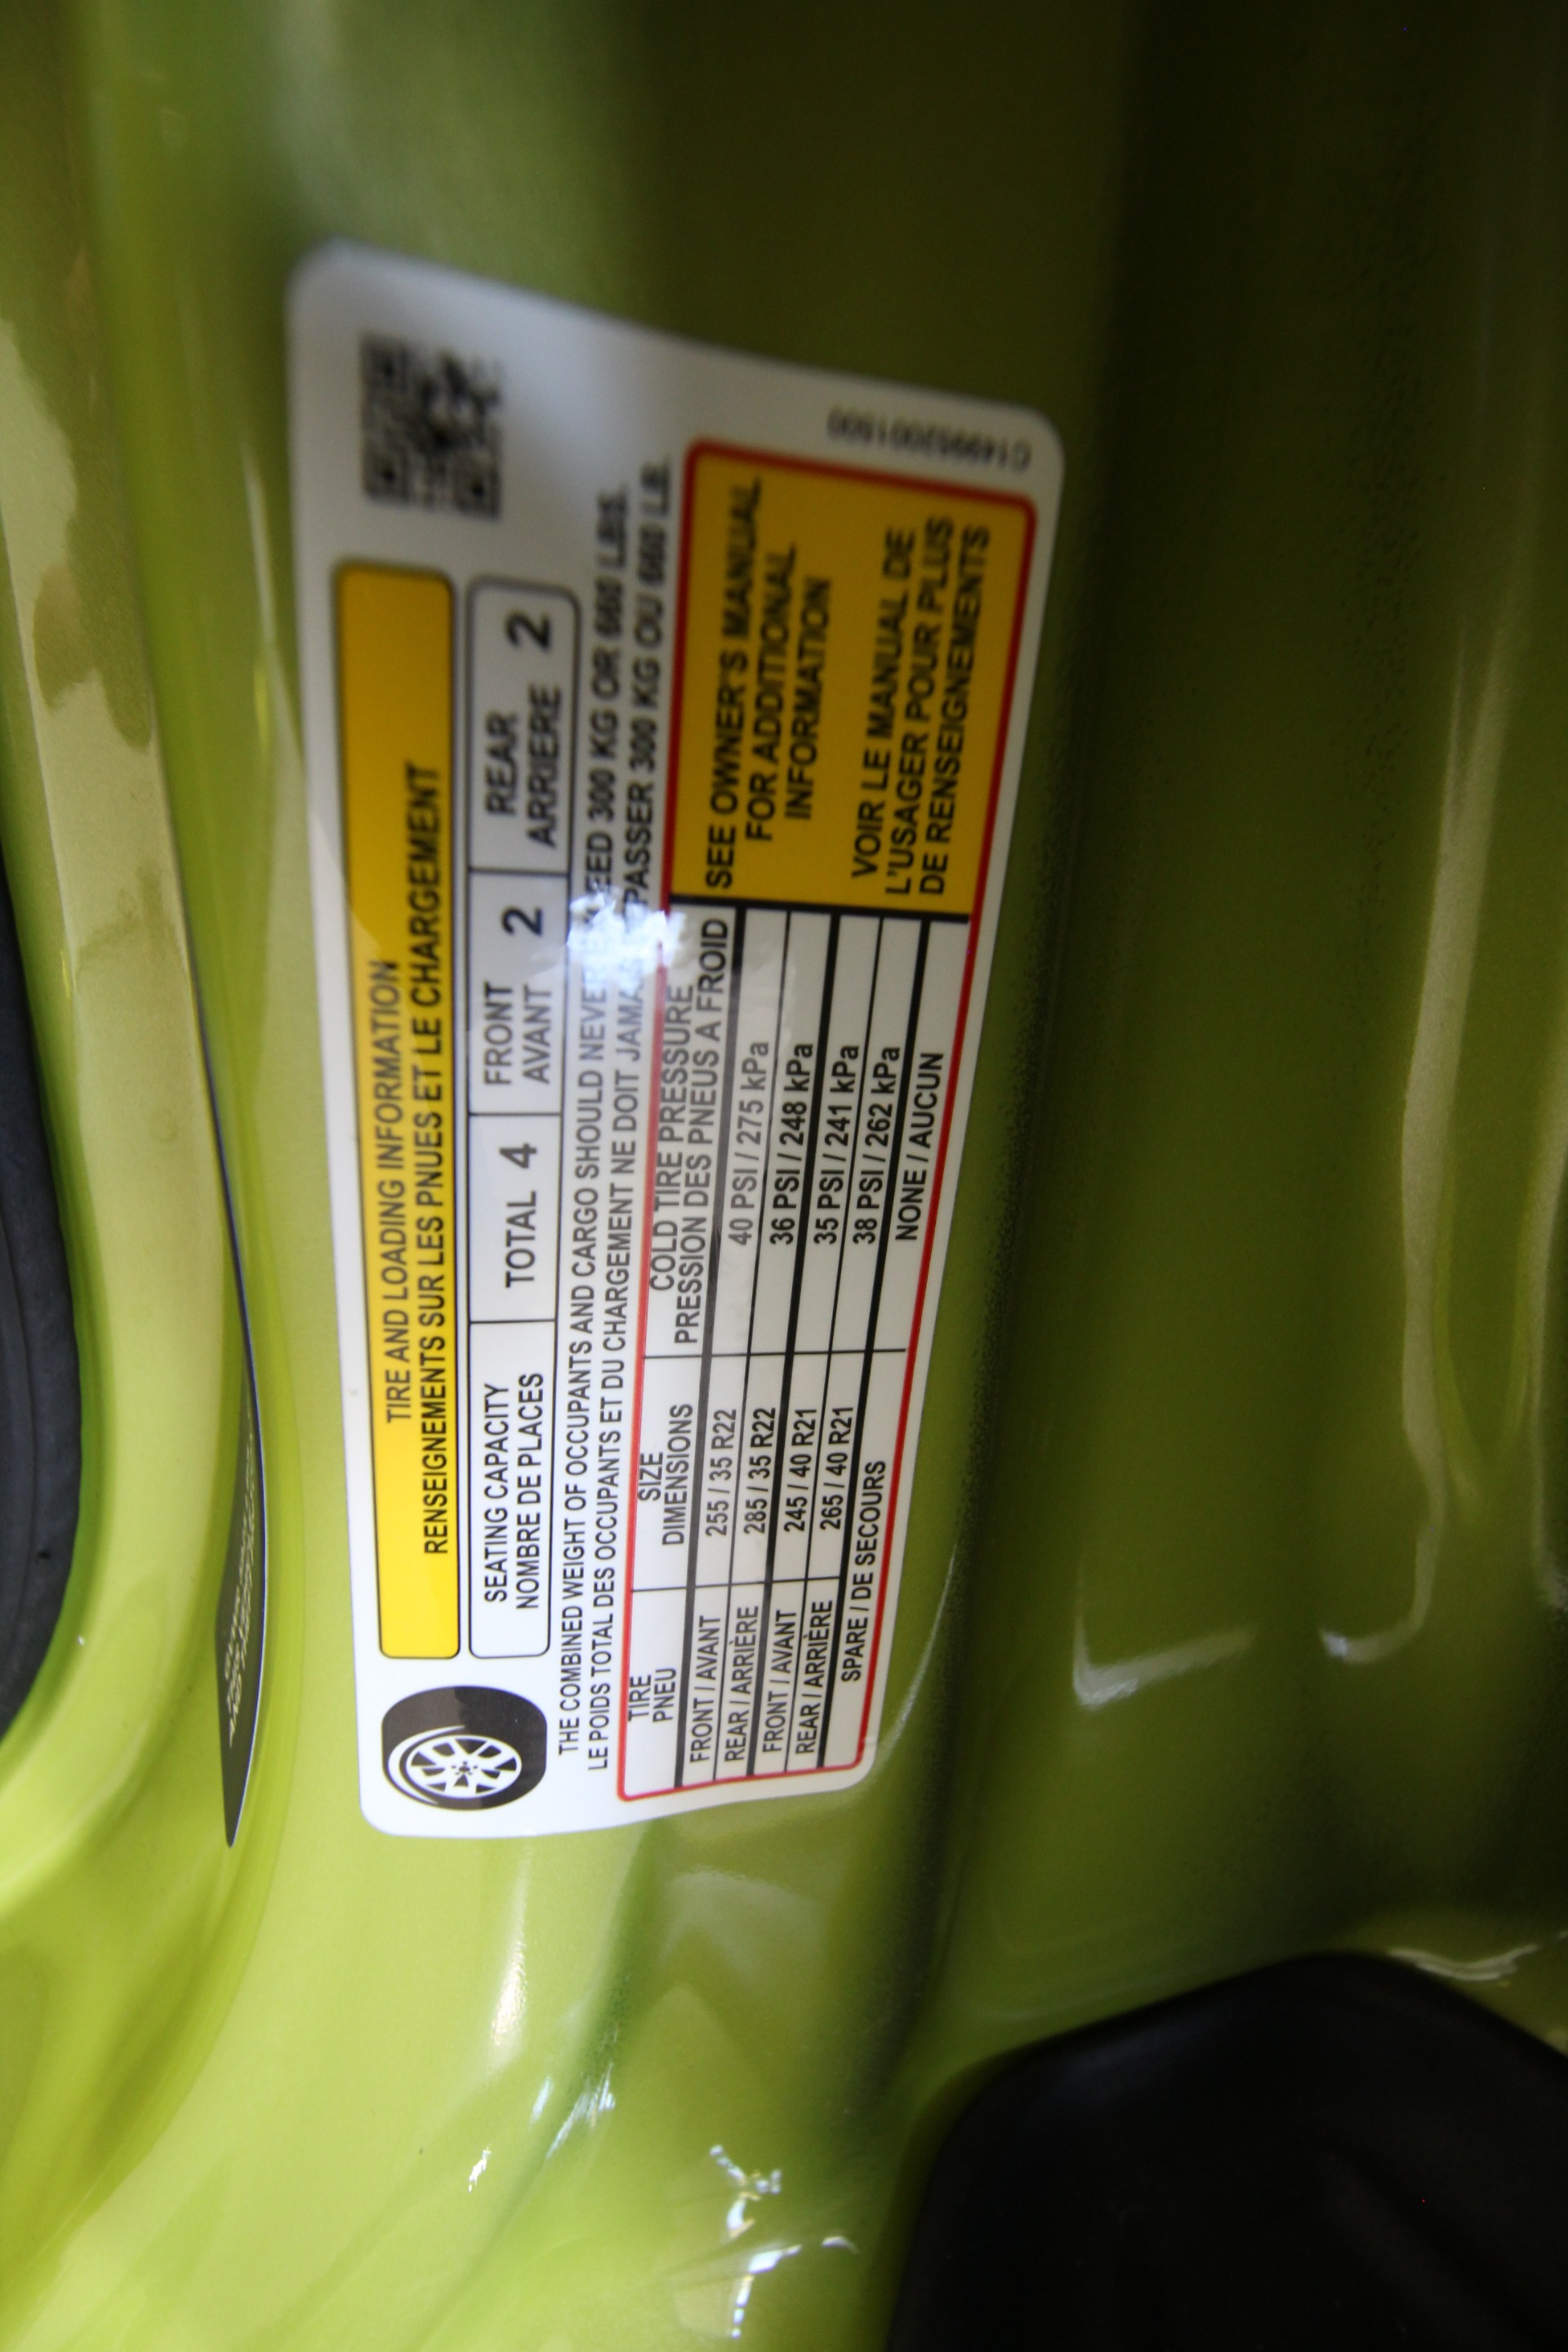 TIRE AND LOADING INFORMATION
RENSEIGNEMENTS SUR LES PNUES ET LE CHARGEMENT
SEATING CAPACITY
NOMBRE DE PLACES
TOTAL 4
FRONT
AVANT 2
REAR
ARRIERE 2
THE COMBINED WEIGHT OF OCCUPANTS AND CARGO SHOULD NEVER EXCEED 300 KG OR 660 LBS.
LE POIDS TOTAL DES OCCUPANTS ET DU CHARGEMENT NE DOIT 300 KG OU 660 LB.
TIRE
PNEU
SIZE
DIMENSIONS
COLD TIRE PRESSURE
PRESSION DES PNEUS A FROID
FRONT / AVANT 255 / 35 R22 40 PSI / 275 kPa
REAR / ARRIÈRE 285 / 35 R22 36 PSI / 248 kPa
FRONT / AVANT 245 / 40 R21 35 PSI / 241 kPa
REAR / ARRIÈRE 265 / 40 R21 38 PSI / 262 kPa
SPARE / DE SECOURS NONE / AUCUN
SEE OWNER'S MANUAL
FOR ADDITIONAL
INFORMATION
VOIR LE MANUAL DE
L'USAGER POUR PLUS
DE RENSEIGNEMENTS